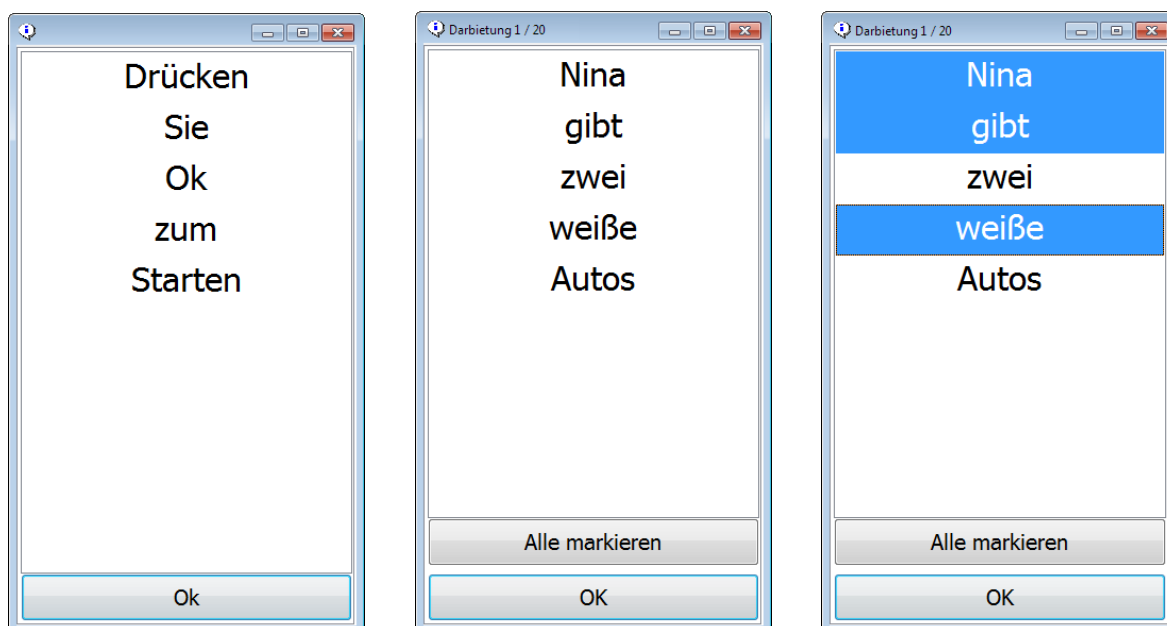 Drücken
Sie
Ok
zum
Starten
Ok
Darbietung 1 / 20
Nina
gibt
zwei
weiße
Autos
Alle markieren
OK
Darbietung 1 / 20
Nina
gibt
zwei
weiße
Autos
Alle markieren
OK